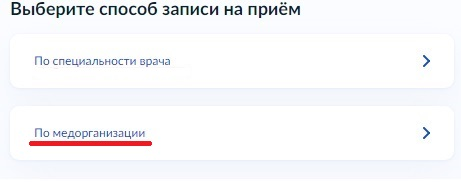 Выберите способ записи на приём
По специальности врача
По медорганизации